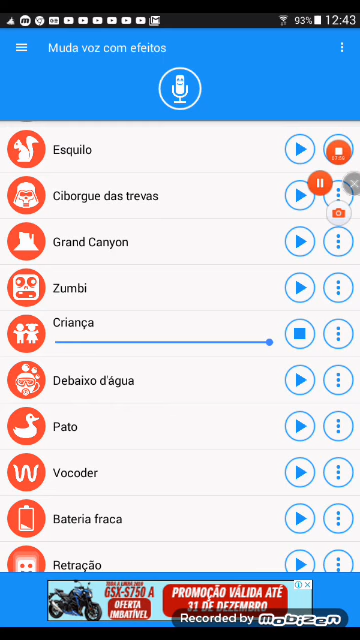 93% 12:43
Muda voz com efeitos
Esquilo
Ciborgue das trevas
Grand Canyon
Zumbi
Criança
Debaixo d'água
Pato
Vocoder
Bateria fraca
Retração
GSX-S750 A
OFERTA
IMBATÍVEL
PROMOÇÃO VÁLIDA ATÉ
31 DE DEZEMBRO
Recorded by mobizen